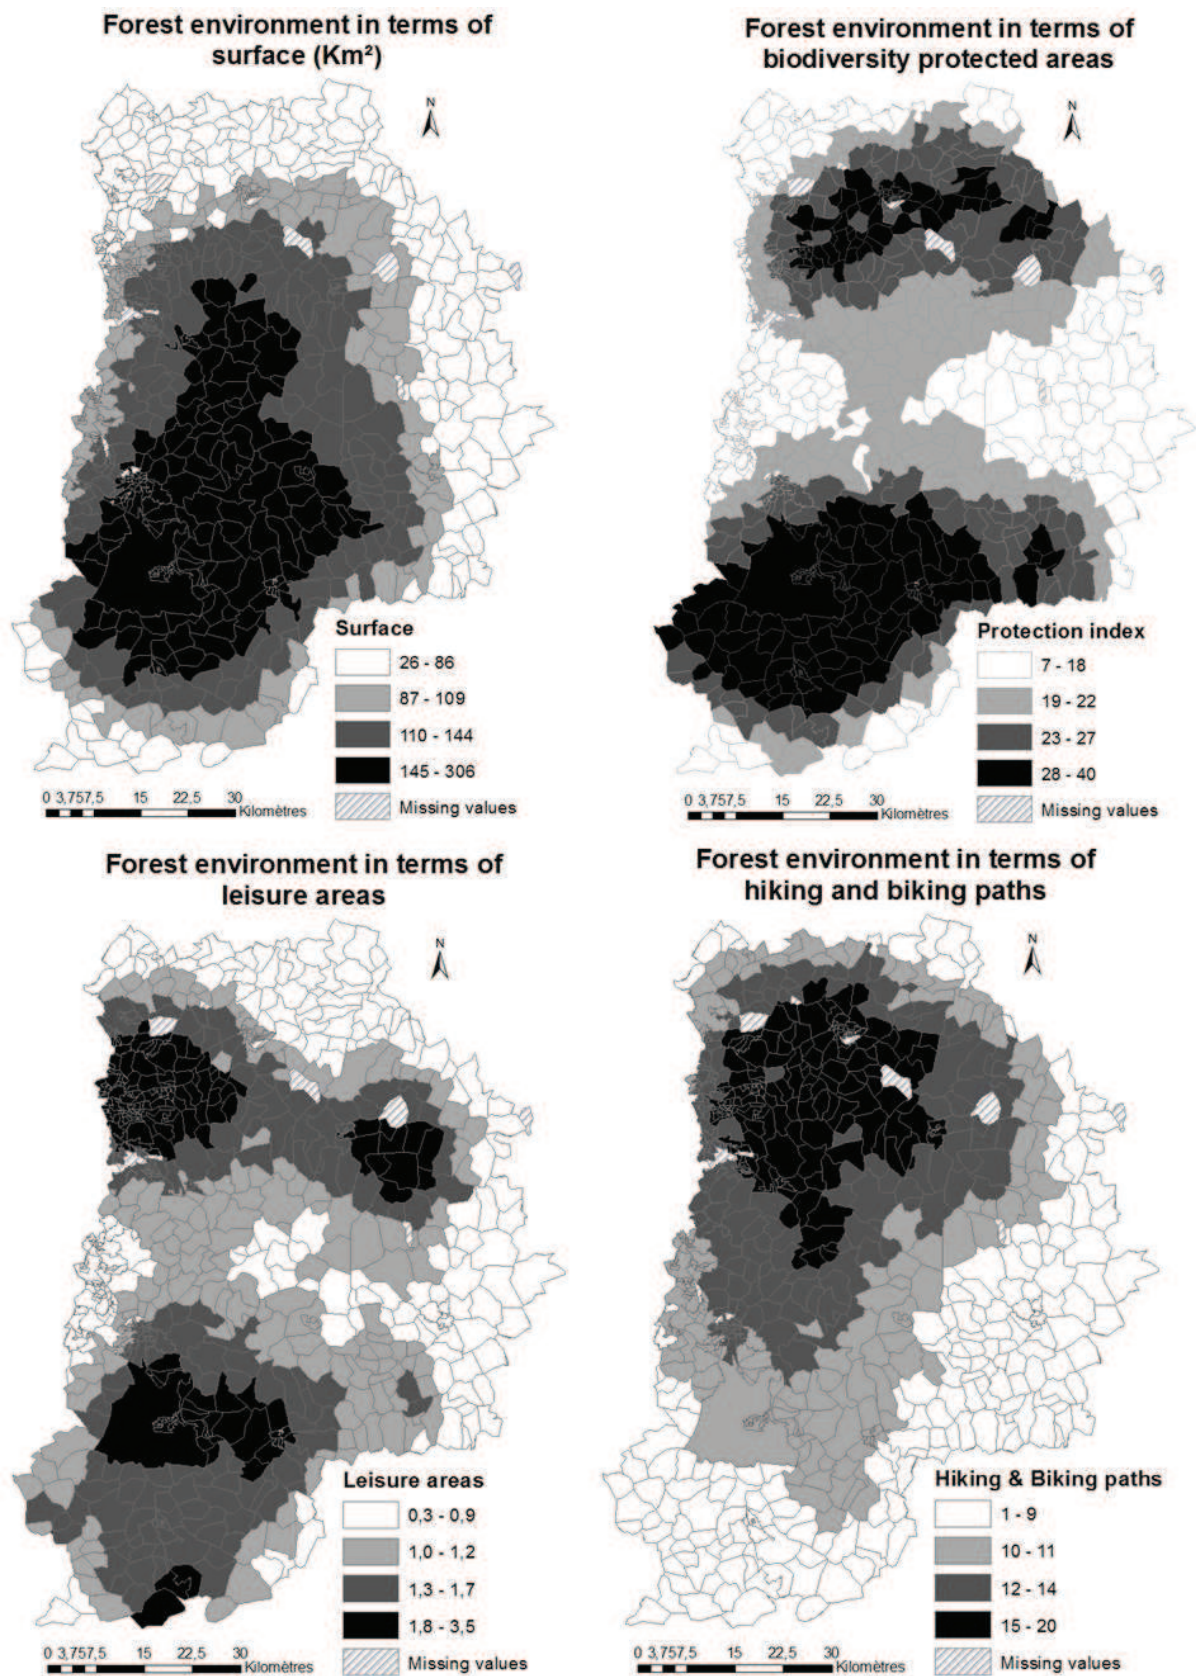 Forest environment in terms of
surface (Km²)
N
Surface
26 - 86
87 - 109
110 - 144
145 - 306
Missing values
0 3,757,5 15 22,5 30
Kilomètres
Forest environment in terms of
biodiversity protected areas
N
Protection index
7 - 18
19 - 22
23 - 27
28 - 40
Missing values
0 3,757,5 15 22,5 30
Kilomètres
Forest environment in terms of
leisure areas
N
Leisure areas
0,3 - 0,9
1,0 - 1,2
1,3 - 1,7
1,8 - 3,5
Missing values
0 3,757,5 15 22,5 30
Kilomètres
Forest environment in terms of
hiking and biking paths
N
Hiking & Biking paths
1 - 9
10 - 11
12 - 14
15 - 20
Missing values
0 3,757,5 15 22,5 30
Kilomètres